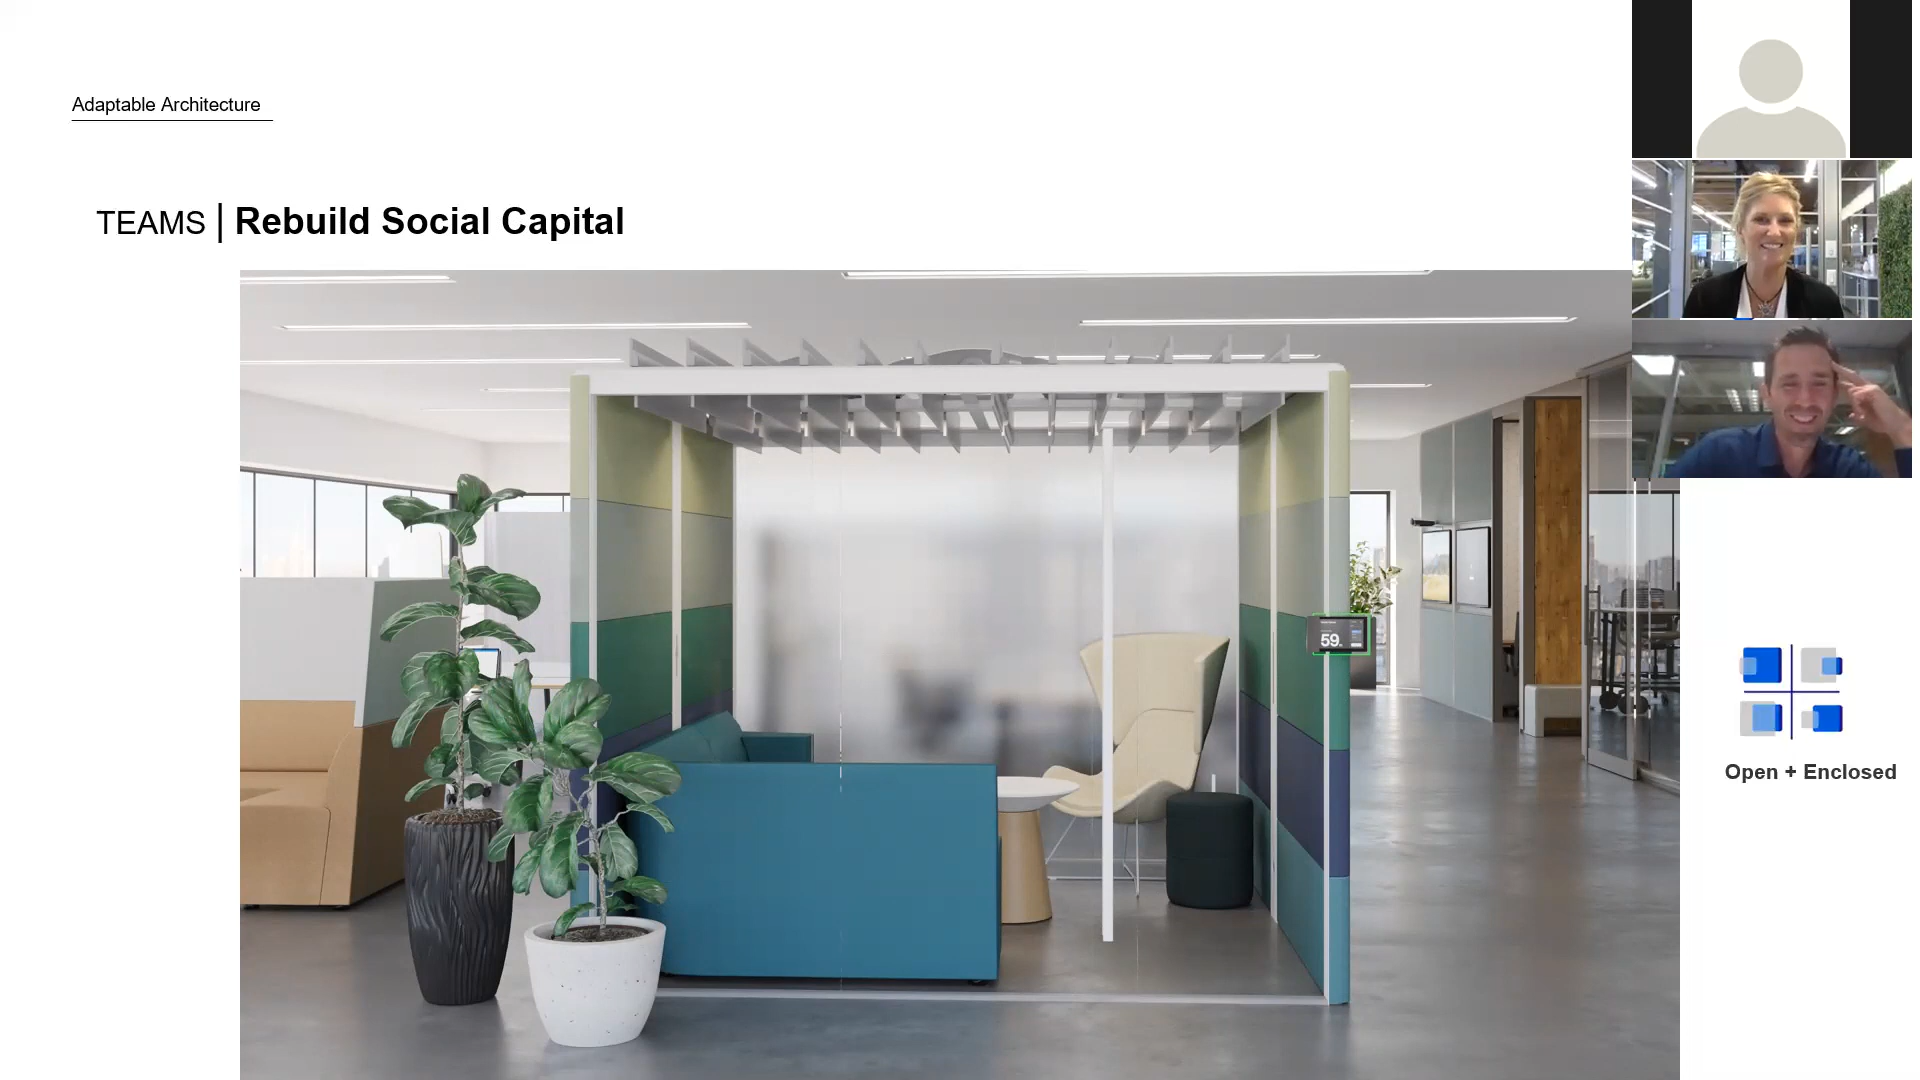 Adaptable Architecture
TEAMS | Rebuild Social Capital
59
Open + Enclosed